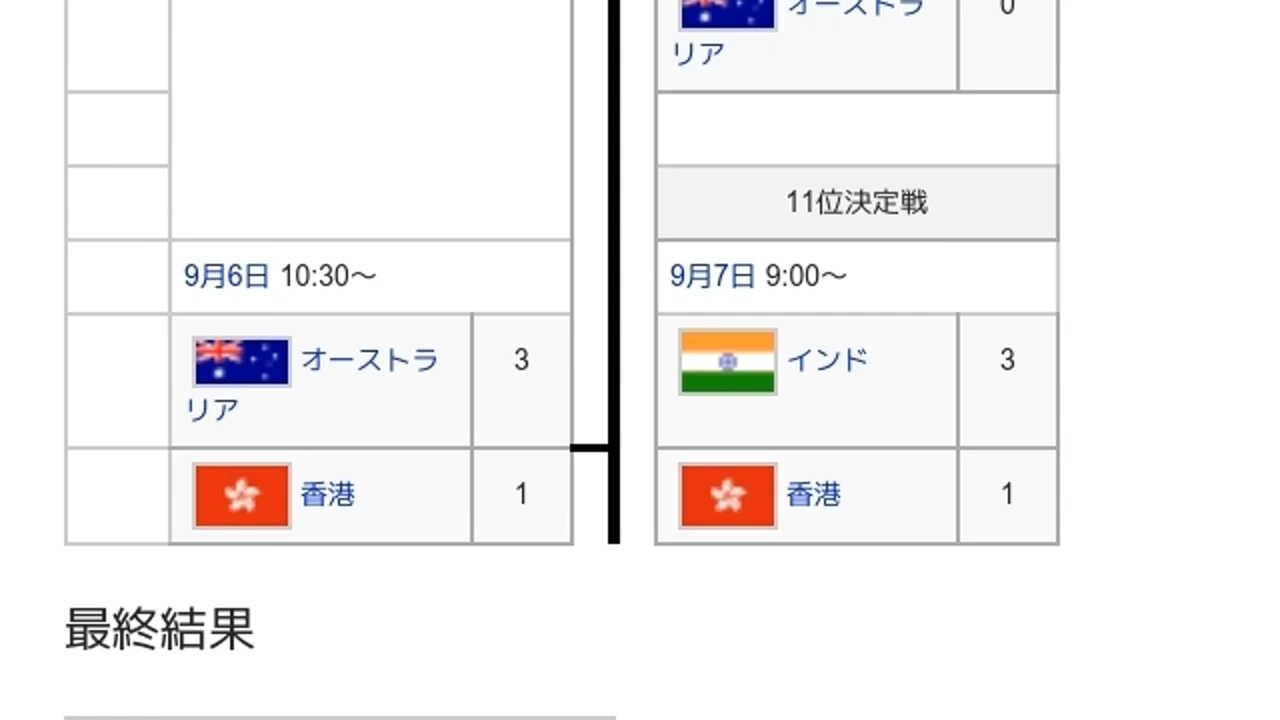 オーストラ 0
リア
11位決定戦
9月6日 10:30〜
9月7日 9:00〜
オーストラ 3
リア
インド 3
香港 1
香港 1
最終結果